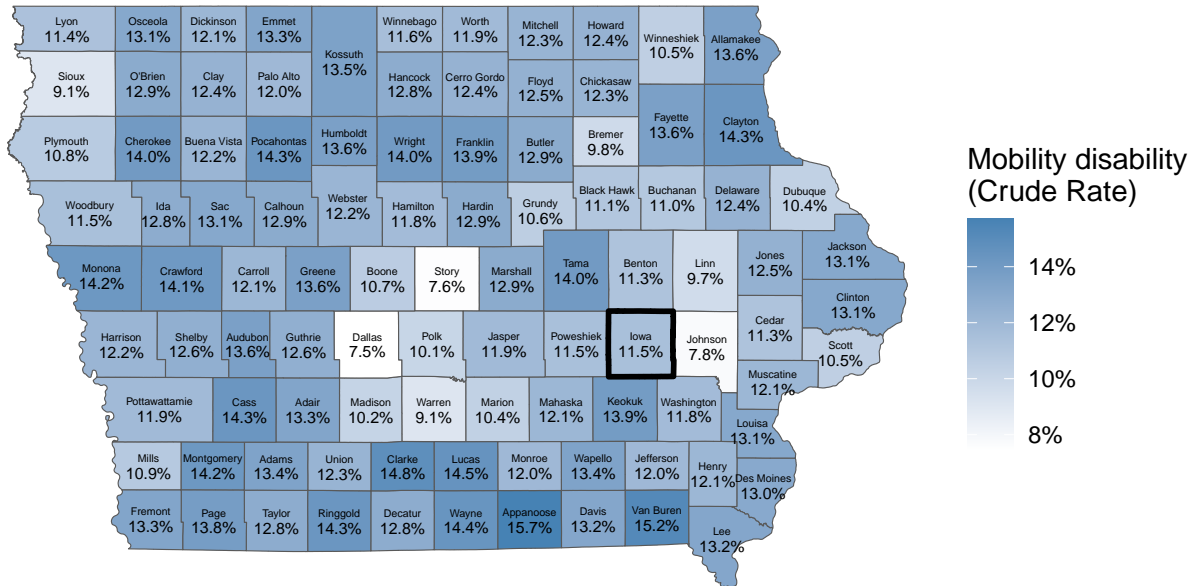 Lyon
11.4%
Osceola
13.1%
Dickinson
12.1%
Emmet
13.3%
Kossuth
13.5%
Winnebago
11.6%
Worth
11.9%
Mitchell
12.3%
Howard
12.4%
Winneshiek
10.5%
Allamakee
13.6%
Sioux
9.1%
O'Brien
12.9%
Clay
12.4%
Palo Alto
12.0%
Hancock
12.8%
Cerro Gordo
12.4%
Floyd
12.5%
Chickasaw
12.3%
Fayette
13.6%
Clayton
14.3%
Plymouth
10.8%
Cherokee
14.0%
Buena Vista
12.2%
Pocahontas
14.3%
Humboldt
13.6%
Wright
14.0%
Franklin
13.9%
Butler
12.9%
Bremer
9.8%
Mobility disability
(Crude Rate)
14%
12%
10%
8%
Woodbury
11.5%
Ida
12.8%
Sac
13.1%
Calhoun
12.9%
Webster
12.2%
Hamilton
11.8%
Hardin
12.9%
Grundy
10.6%
Black Hawk
11.1%
Buchanan
11.0%
Delaware
12.4%
Dubuque
10.4%
Monona
14.2%
Crawford
14.1%
Carroll
12.1%
Greene
13.6%
Boone
10.7%
Story
7.6%
Marshall
12.9%
Tama
14.0%
Benton
11.3%
Linn
9.7%
Jones
12.5%
Jackson
13.1%
Clinton
13.1%
Harrison
12.2%
Shelby
12.6%
Audubon
13.6%
Guthrie
12.6%
Dallas
7.5%
Polk
10.1%
Jasper
11.9%
Poweshiek
11.5%
Iowa
11.5%
Johnson
7.8%
Cedar
11.3%
Scott
10.5%
Muscatine
12.1%
Pottawattamie
11.9%
Cass
14.3%
Adair
13.3%
Madison
10.2%
Warren
9.1%
Marion
10.4%
Mahaska
12.1%
Keokuk
13.9%
Washington
11.8%
Louisa
13.1%
Mills
10.9%
Montgomery
14.2%
Adams
13.4%
Union
12.3%
Clarke
14.8%
Lucas
14.5%
Monroe
12.0%
Wapello
13.4%
Jefferson
12.0%
Henry
12.1%
Des Moines
13.0%
Fremont
13.3%
Page
13.8%
Taylor
12.8%
Ringgold
14.3%
Decatur
12.8%
Wayne
14.4%
Appanoose
15.7%
Davis
13.2%
Van Buren
15.2%
Lee
13.2%